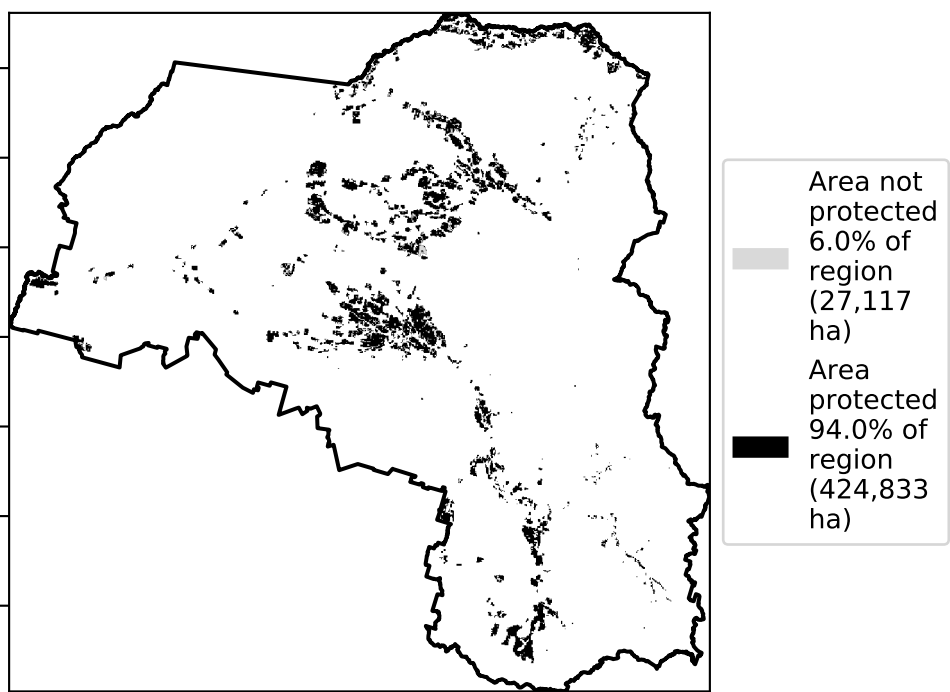 Area not
protected
6.0% of
region
(27,117
ha)
Area
protected
94.0% of
region
(424,833
ha)